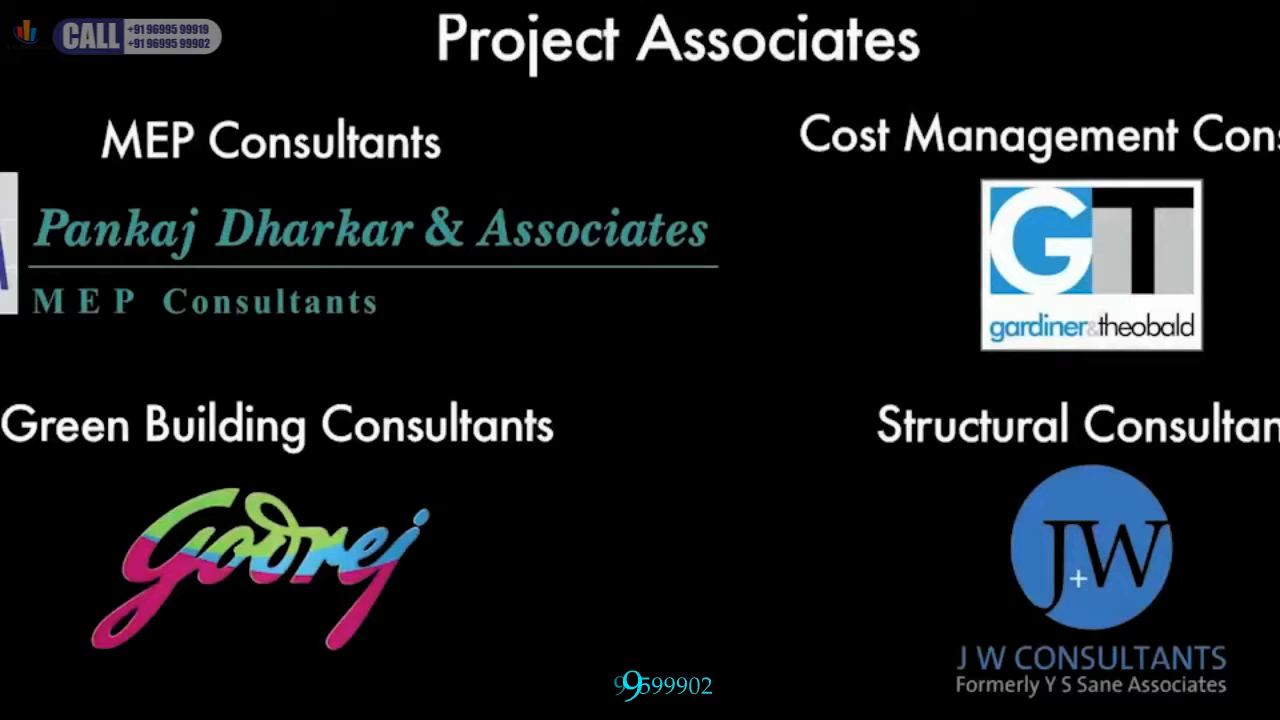 CALL +91 96995 99919
+91 96995 99902
Project Associates
MEP Consultants
Cost Management Cons
Pankaj Dharkar & Associates
MEP Consultants
GT
gardiner&theobald
Green Building Consultants
Structural Consultan
Godrej
J+W
J W CONSULTANTS
Formerly Y S Sane Associates